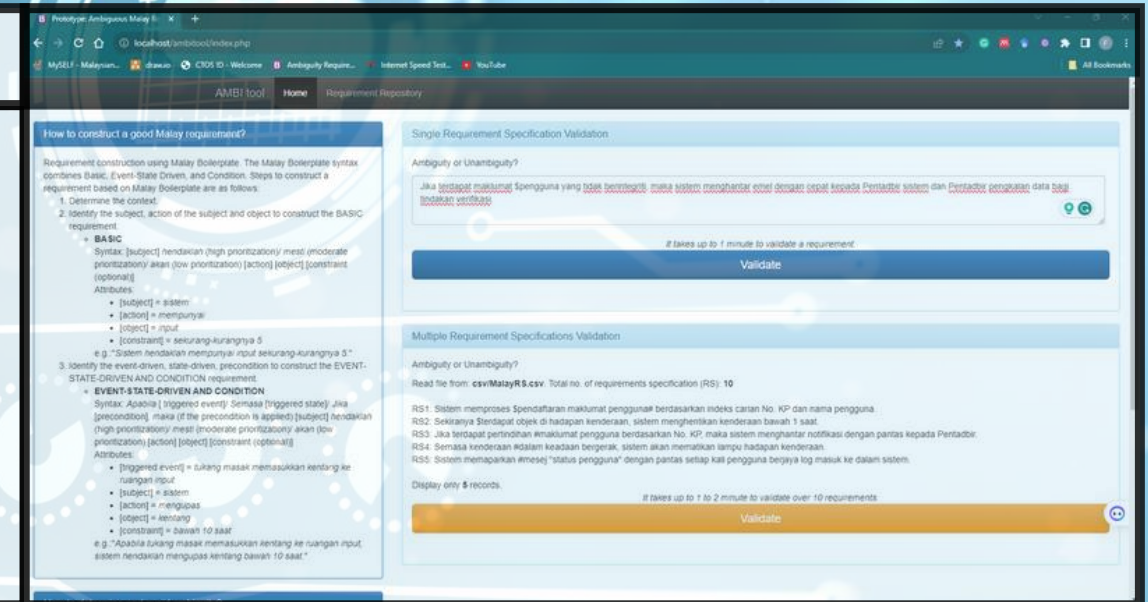 Prototype: Ambiguous Malay R
localhost/ambitool/index.php
MySELF - Malaysian...
draw.io
CTOS ID - Welcome
Ambiguity Require...
Internet Speed Test...
YouTube
All Bookmarks
AMBI tool
Home
Requirement Repository
How to construct a good Malay requirement?
Requirement construction using Malay Boilerplate. The Malay Boilerplate syntax
combines Basic, Event-State Driven, and Condition. Steps to construct a
requirement based on Malay Boilerplate are as follows:
1. Determine the context.
2. Identify the subject, action of the subject and object to construct the BASIC
requirement.
BASIC
Syntax: [subject] hendaklah (high prioritization)/ mesti (moderate
prioritization)/ akan (low prioritization) [action] [object] [constraint
(optional)]
Attributes:
[subject] = sistem
[action] = mempunyai
[object] = input
[constraint] = sekurang-kurangnya 5
e.g.:"Sistem hendaklah mempunyai input sekurang-kurangnya 5."
3. Identify the event-driven, state-driven, precondition to construct the EVENT-
STATE-DRIVEN AND CONDITION requirement.
EVENT-STATE-DRIVEN AND CONDITION
Syntax: Apabila [ triggered event]/ Semasa [triggered state]/ Jika
[precondition], maka (if the precondition is applied) [subject] hendaklah
(high prioritization)/ mesti (moderate prioritization)/ akan (low
prioritization) [action] [object] [constraint (optional)]
Attributes:
[triggered event] = tukang masak memasukkan kentang ke
ruangan input
[subject] = sistem
[action] = mengupas
[object] = kentang
[constraint] = bawah 10 saat
e.g.:"Apabila tukang masak memasukkan kentang ke ruangan input,
sistem hendaklah mengupas kentang bawah 10 saat."
Single Requirement Specification Validation
Ambiguity or Unambiguity?
Jika terdapat maklumat $pengguna yang tidak berintegriti, maka sistem menghantar emel dengan cepat kepada Pentadbir sistem dan Pentadbir pengkalan data bagi
tindakan verifikasi.
It takes up to 1 minute to validate a requirement.
Validate
Multiple Requirement Specifications Validation
Ambiguity or Unambiguity?
Read file from: csv/MalayRS.csv. Total no. of requirements specification (RS): 10
RS1: Sistem memproses $pendaftaran maklumat pengguna# berdasarkan indeks carian No. KP dan nama pengguna.
RS2: Sekiranya $terdapat objek di hadapan kenderaan, sistem menghentikan kenderaan bawah 1 saat.
RS3: Jika terdapat pertindihan #maklumat pengguna berdasarkan No. KP, maka sistem menghantar notifikasi dengan pantas kepada Pentadbir.
RS4: Semasa kenderaan #dalam keadaan bergerak, sistem akan mematikan lampu hadapan kenderaan.
RS5: Sistem memaparkan #mesej "status pengguna" dengan pantas setiap kali pengguna berjaya log masuk ke dalam sistem.
Display only 5 records.
It takes up to 1 to 2 minute to validate over 10 requirements
Validate